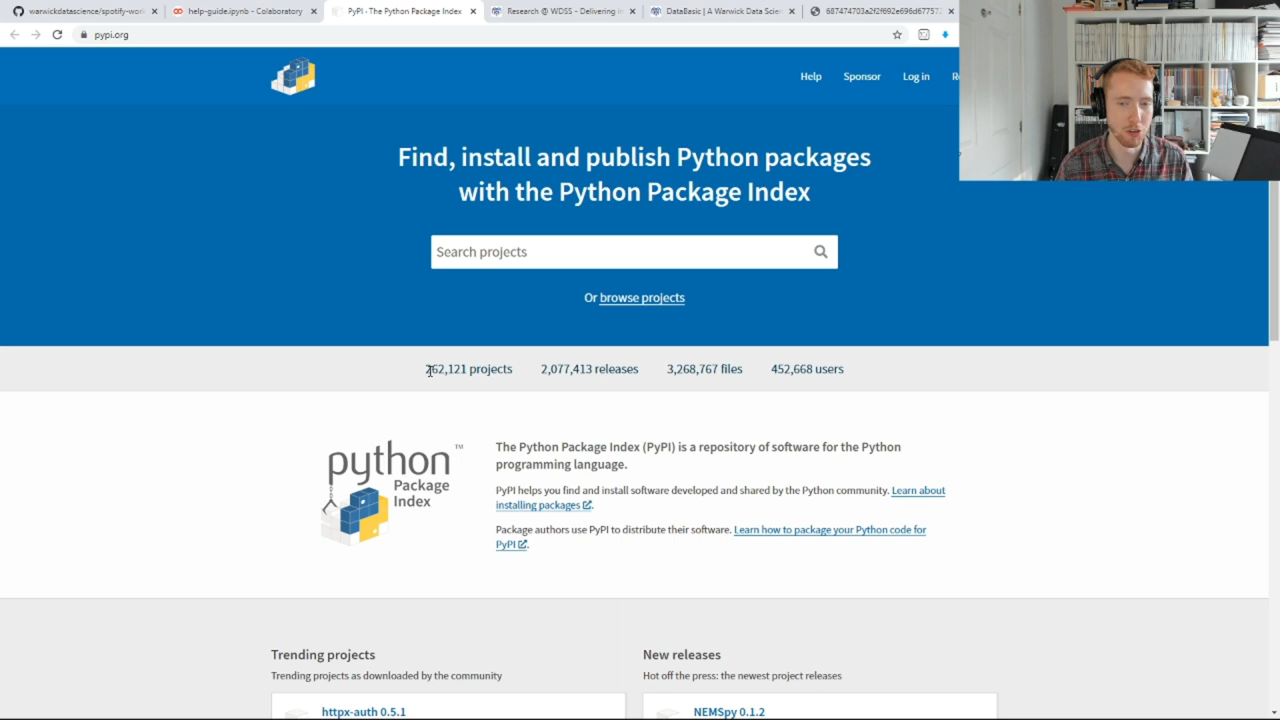 warwickdatascience/spotify-wor
help-guide.ipynb - Colaboratory
PyPI · The Python Package Index
Research @ WDSS - Delivering in
DataBasic | A Warwick Data Scien
pypi.org
Help
Sponsor
Log in
Find, install and publish Python packages
with the Python Package Index
Search projects
Or browse projects
262,121 projects
2,077,413 releases
3,268,767 files
452,668 users
python™
Package
Index
The Python Package Index (PyPI) is a repository of software for the Python
programming language.
PyPI helps you find and install software developed and shared by the Python community. Learn about
installing packages.
Package authors use PyPI to distribute their software. Learn how to package your Python code for
PyPI.
Trending projects
Trending projects as downloaded by the community
httpx-auth 0.5.1
New releases
Hot off the press: the newest project releases
NEMSpy 0.1.2